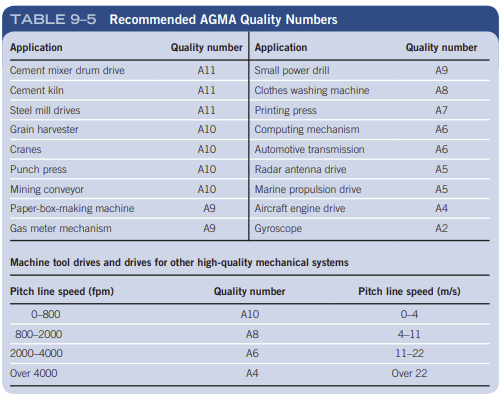 TABLE 9–5 Recommended AGMA Quality Numbers
Application Quality number Application Quality number
Cement mixer drum drive A11 Small power drill A9
Cement kiln A11 Clothes washing machine A8
Steel mill drives A11 Printing press A7
Grain harvester A10 Computing mechanism A6
Cranes A10 Automotive transmission A6
Punch press A10 Radar antenna drive A5
Mining conveyor A10 Marine propulsion drive A5
Paper-box-making machine A9 Aircraft engine drive A4
Gas meter mechanism A9 Gyroscope A2
Machine tool drives and drives for other high-quality mechanical systems
Pitch line speed (fpm) Quality number Pitch line speed (m/s)
0–800 A10 0–4
800–2000 A8 4–11
2000–4000 A6 11–22
Over 4000 A4 Over 22